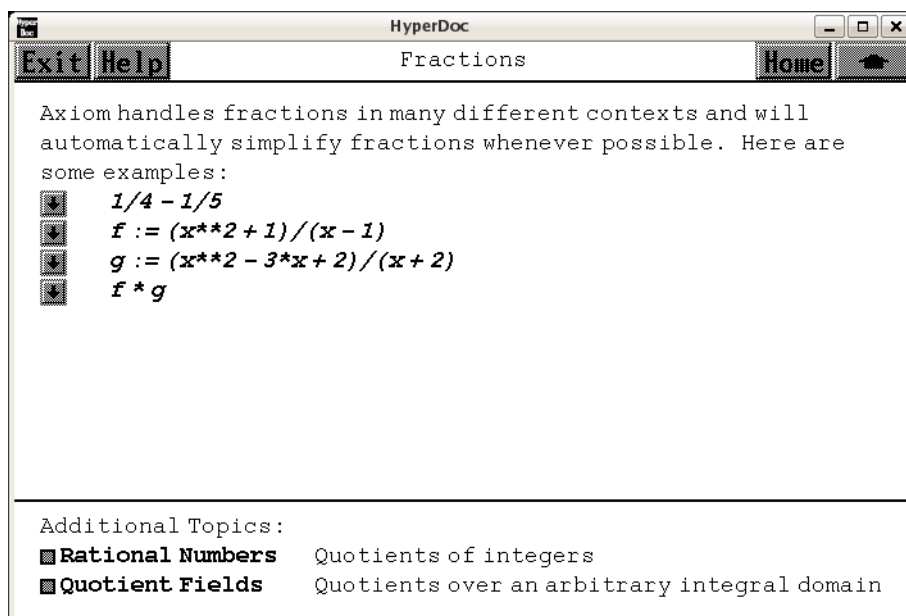 Hyper Doc
HyperDoc
Exit Help Fractions Home
Axiom handles fractions in many different contexts and will
automatically simplify fractions whenever possible. Here are
some examples:
1/4 - 1/5
f := (x**2 + 1)/(x - 1)
g := (x**2 - 3*x + 2)/(x + 2)
f * g
Additional Topics:
Rational Numbers Quotients of integers
Quotient Fields Quotients over an arbitrary integral domain